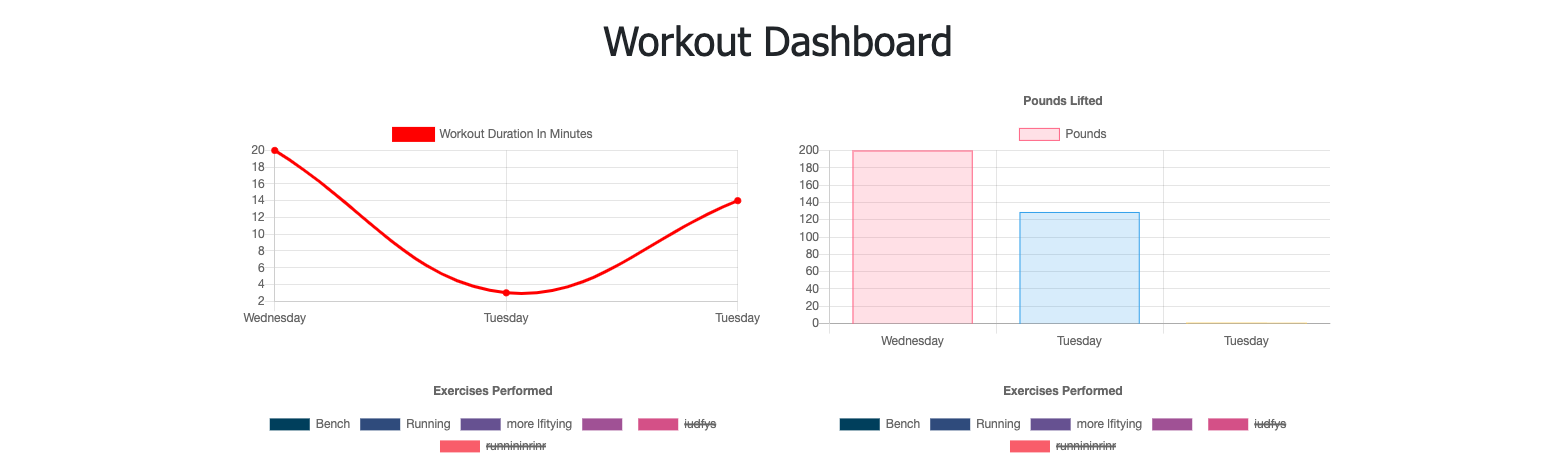 Workout Dashboard
Workout Duration In Minutes
20
18
16
14
12
10
8
6
4
2
Wednesday Tuesday Tuesday
Pounds Lifted
Pounds
200
180
160
140
120
100
80
60
40
20
0
Wednesday Tuesday Tuesday
Exercises Performed
Bench Running more lfitying iudfys
runnininrinr
Exercises Performed
Bench Running more lfitying iudfys
runnininrinr